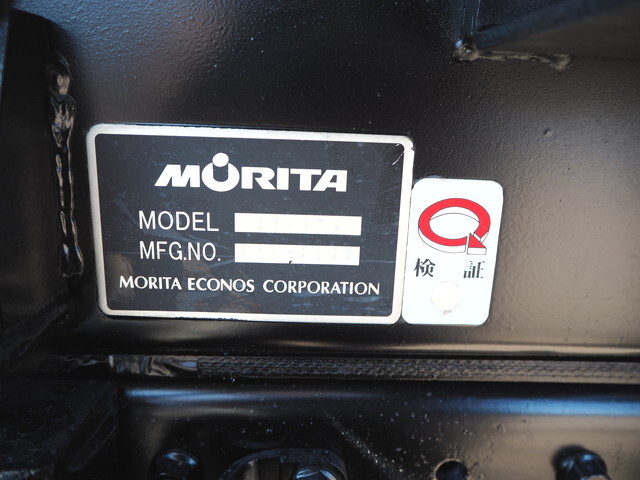 MORITA
MODEL
MFG.NO.
MORITA ECONOS CORPORATION
検 証